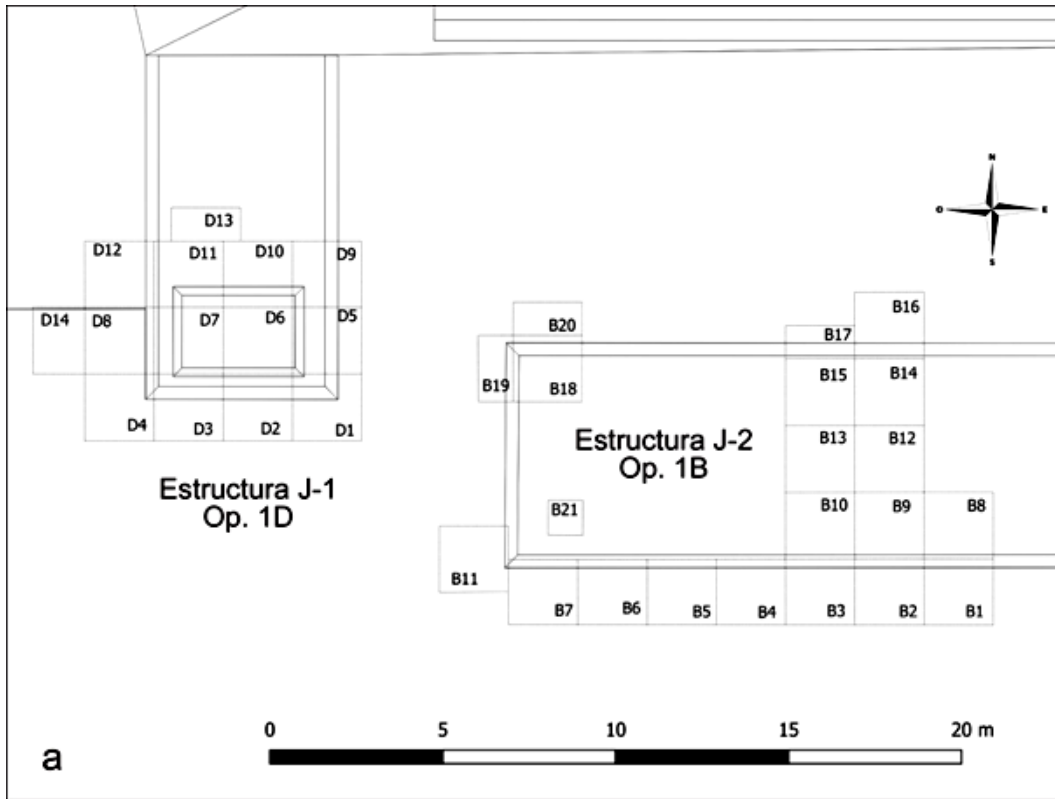 N
O E
S
D13
D12 D11 D10 D9
D14 D8 D7 D6 D5
D4 D3 D2 D1
Estructura J-1
Op. 1D
B16
B20 B17
B19 B18 B15 B14
Estructura J-2
Op. 1B
B13 B12
B21 B10 B9 B8
B11
B7 B6 B5 B4 B3 B2 B1
0 5 10 15 20 m
a